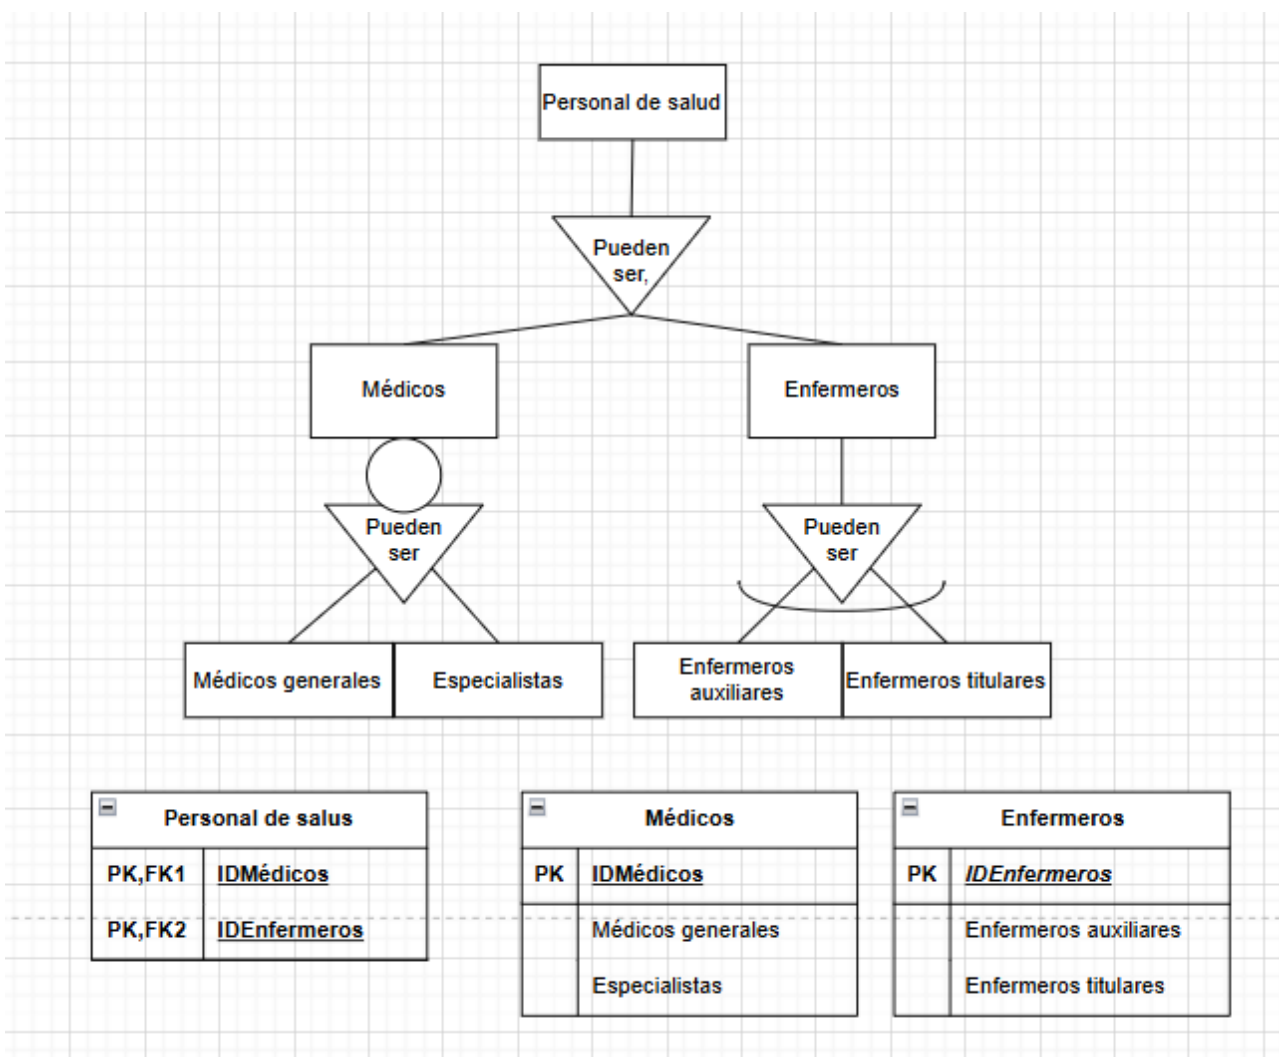 Personal de salud
Pueden
ser,
Médicos
Enfermeros
Pueden
ser
Pueden
ser
Médicos generales
Especialistas
Enfermeros
auxiliares
Enfermeros titulares
Personal de salus
PK,FK1 IDMédicos
PK,FK2 IDEnfermeros
Médicos
PK IDMédicos
Médicos generales
Especialistas
Enfermeros
PK IDEnfermeros
Enfermeros auxiliares
Enfermeros titulares